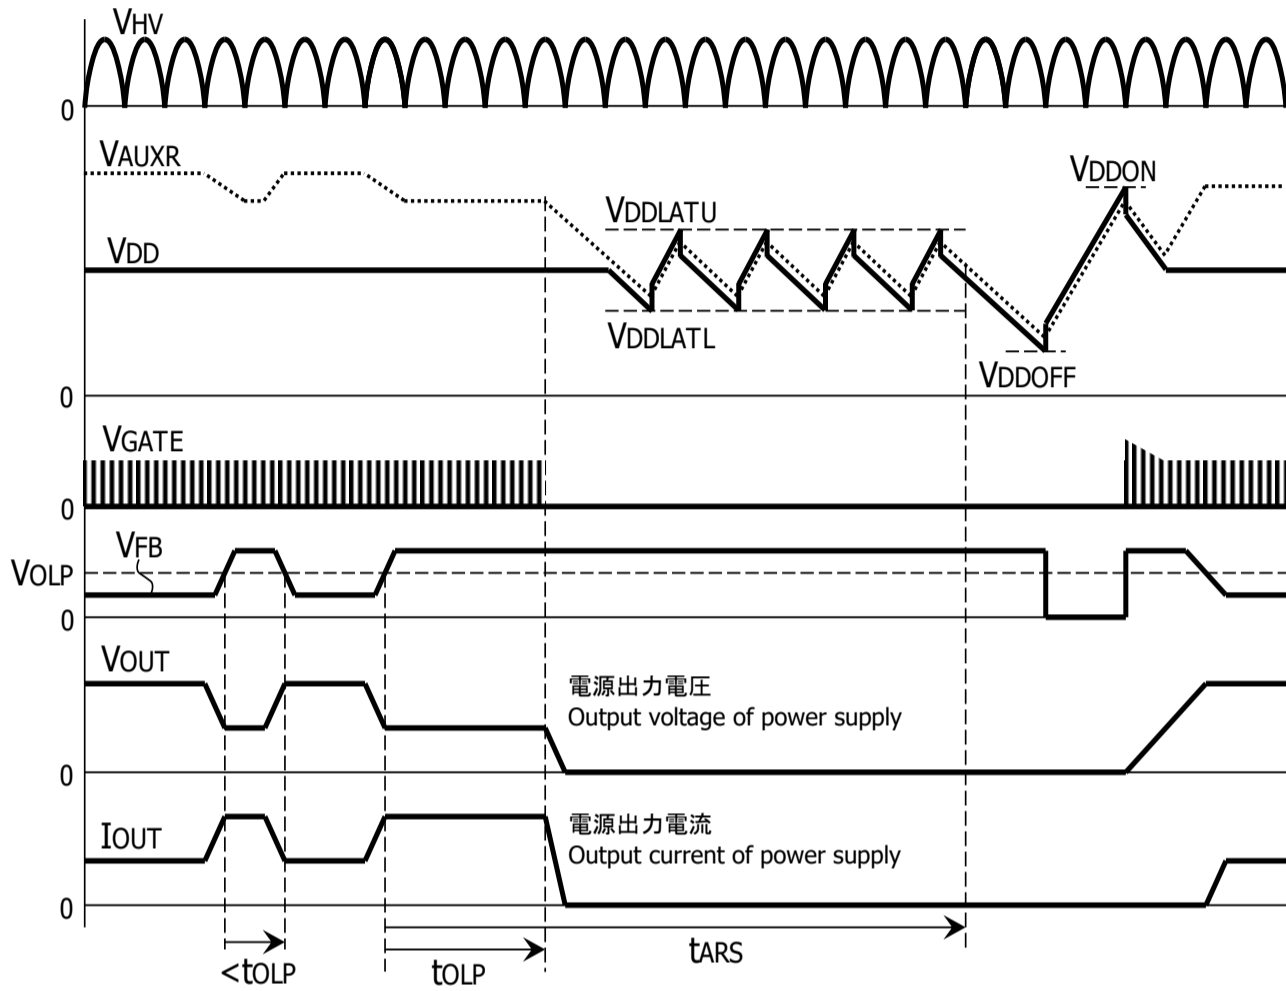 VHV
0
VAUXR
VDDON
VDDLATU
VDD
VDDLATL
VDDOFF
0
VGATE
0
VFB
VOLP
0
VOUT
電源出力電圧
Output voltage of power supply
0
電源出力電流
IOUT
Output current of power supply
0
tARS
<tOLP
tOLP